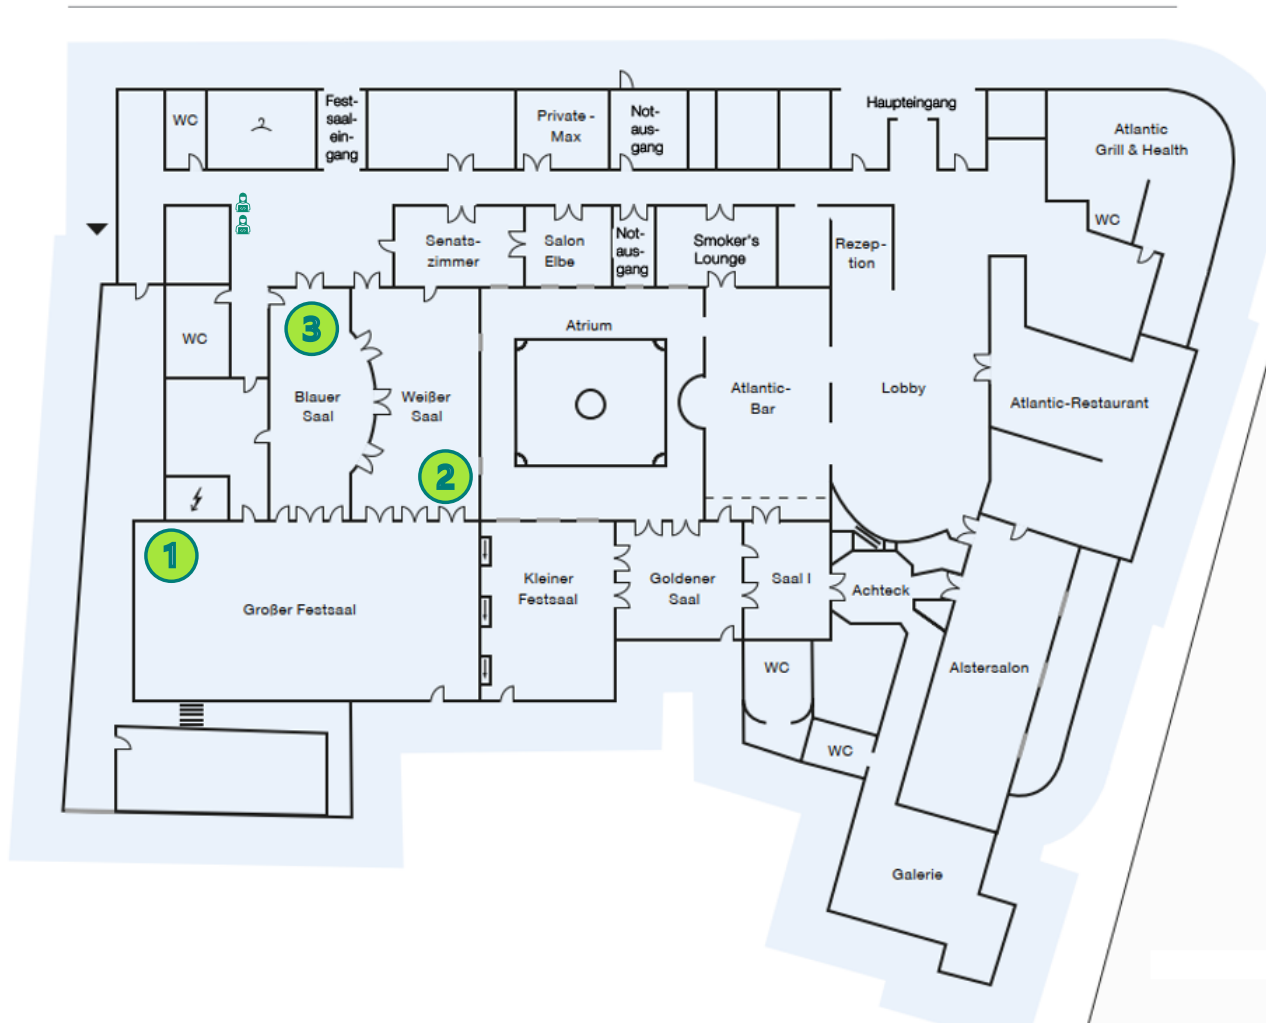 WC
Fest-
saal-
ein-
gang
Private -
Max
Not-
aus-
gang
Haupteingang
Atlantic
Grill & Health
WC
Senats-
zimmer
Salon
Elbe
Not-
aus-
gang
Smoker's
Lounge
Rezep-
tion
3
WC
Atrium
Blauer
Saal
Weißer
Saal
Atlantic-
Bar
Lobby
Atlantic-Restaurant
2
1
Großer Festsaal
Kleiner
Festsaal
Goldener
Saal
Saal I
Achteck
WC
Alstersalon
WC
Galerie